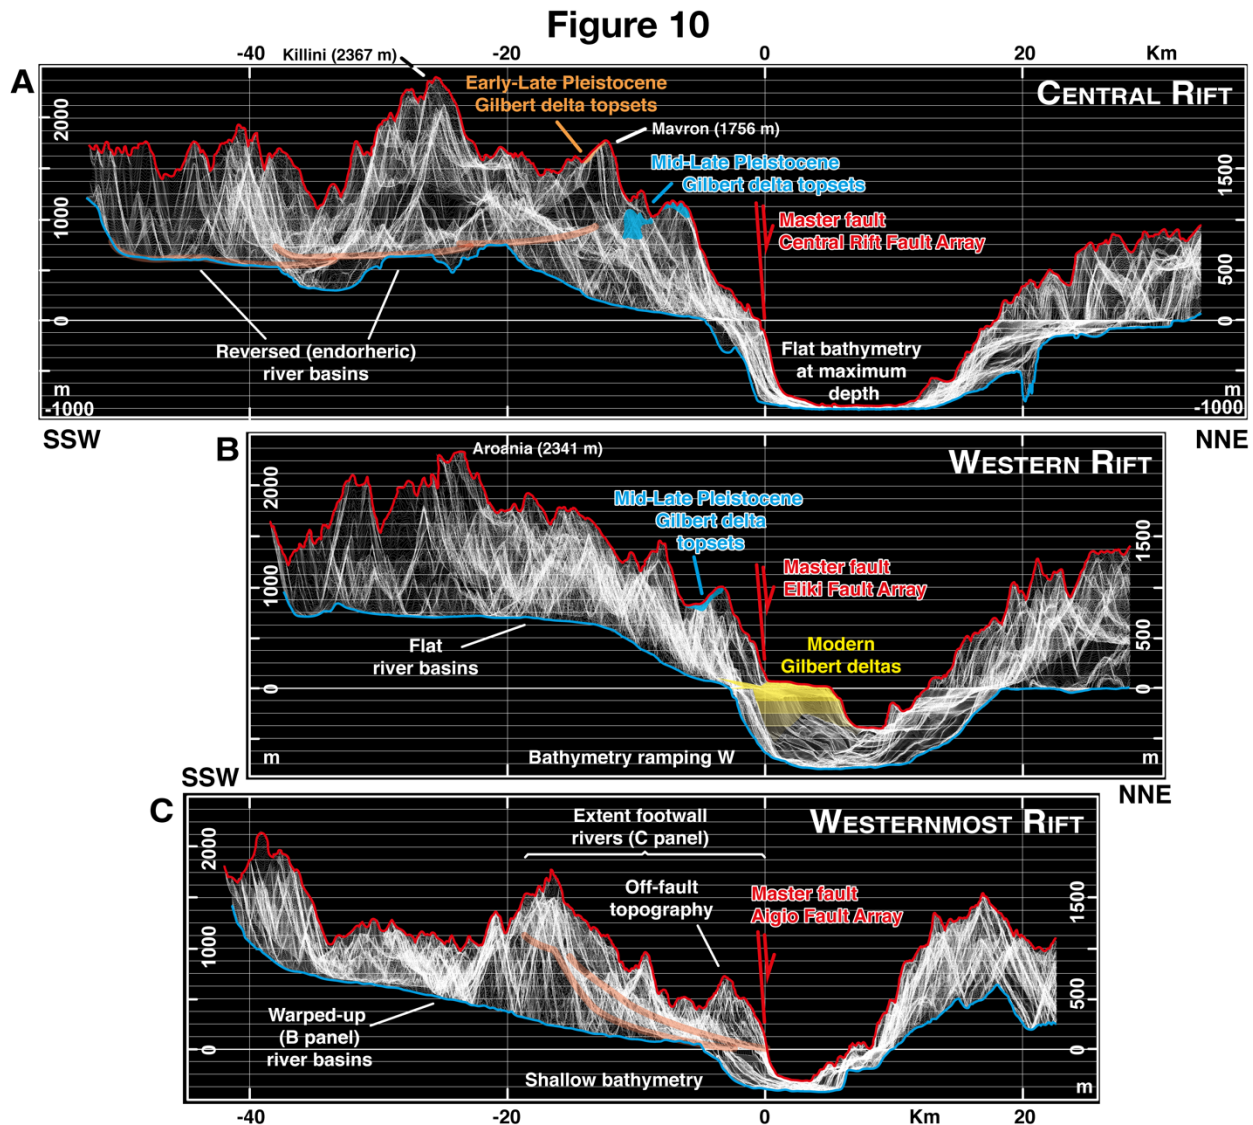 Figure 10
-40
-20
0
20
Km
A
Killini (2367 m)
Early-Late Pleistocene
Gilbert delta topsets
CENTRAL RIFT
Mavron (1756 m)
Mid-Late Pleistocene
Gilbert delta topsets
Master fault
Central Rift Fault Array
2000
1000
0
m
-1000
1500
500
0
m
-1000
Reversed (endorheic)
river basins
Flat bathymetry
at maximum
depth
SSW
NNE
B
Aroania (2341 m)
WESTERN RIFT
Mid-Late Pleistocene
Gilbert delta
topsets
Master fault
Eliki Fault Array
Modern
Gilbert deltas
2000
1000
0
m
1500
500
0
m
Flat
river basins
Bathymetry ramping W
SSW
NNE
C
Extent footwall
rivers (C panel)
WESTERNMOST RIFT
Off-fault
topography
Master fault
Aigio Fault Array
2000
1000
0
1500
500
0
m
Warped-up
(B panel)
river basins
Shallow bathymetry
-40
-20
0
Km
20